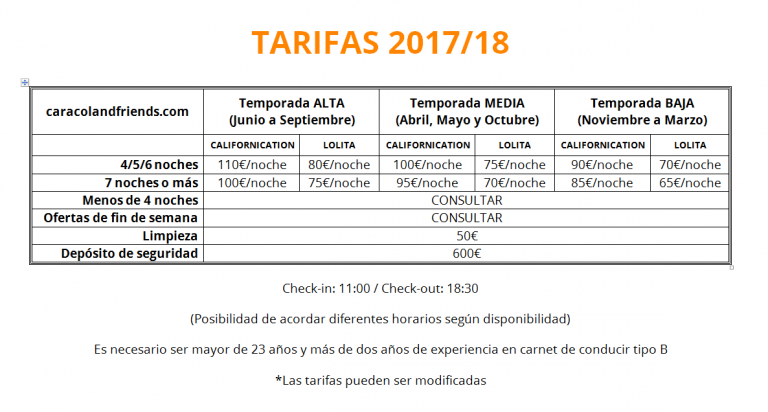 TARIFAS 2017/18
caracolandfriends.com
Temporada ALTA
(Junio a Septiembre)
Temporada MEDIA
(Abril, Mayo y Octubre)
Temporada BAJA
(Noviembre a Marzo)
CALIFORNICATION LOLITA CALIFORNICATION LOLITA CALIFORNICATION LOLITA
4/5/6 noches 110€/noche 80€/noche 100€/noche 75€/noche 90€/noche 70€/noche
7 noches o más 100€/noche 75€/noche 95€/noche 70€/noche 85€/noche 65€/noche
Menos de 4 noches CONSULTAR
Ofertas de fin de semana CONSULTAR
Limpieza 50€
Depósito de seguridad 600€
Check-in: 11:00 / Check-out: 18:30
(Posibilidad de acordar diferentes horarios según disponibilidad)
Es necesario ser mayor de 23 años y más de dos años de experiencia en carnet de conducir tipo B
*Las tarifas pueden ser modificadas